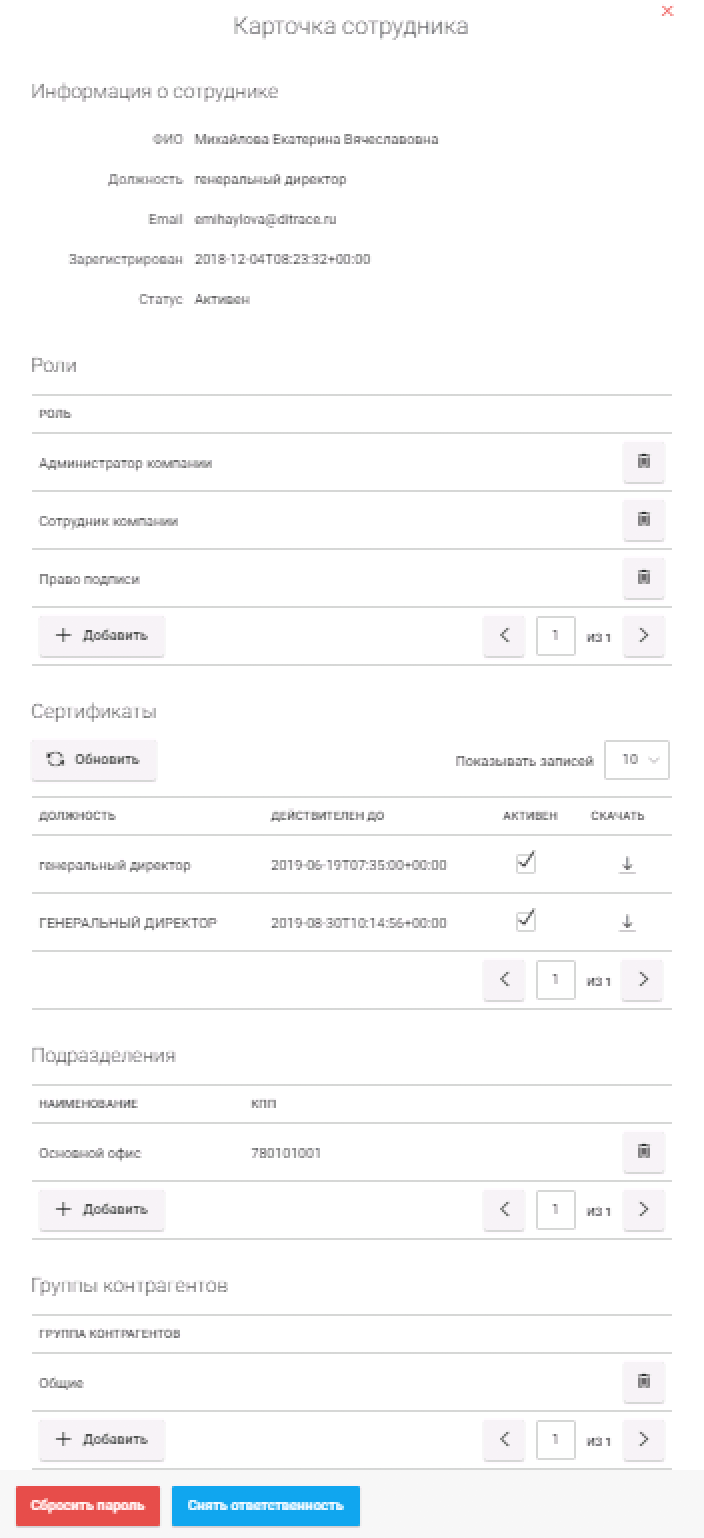 Карточка сотрудника
Информация о сотруднике
ФИО Михайлова Екатерина Вячеславовна
Должность генеральный директор
Email emihaylova@ditrace.ru
Зарегистрирован 2018-12-04T08:23:32+00:00
Статус Активен
Роли
РОЛЬ
Администратор компании
Сотрудник компании
Право подписи
Добавить 1 из 1
Сертификаты
Обновить Показывать записей 10
ДОЛЖНОСТЬ ДЕЙСТВИТЕЛЕН ДО АКТИВЕН СКАЧАТЬ
генеральный директор 2019-06-19T07:35:00+00:00
ГЕНЕРАЛЬНЫЙ ДИРЕКТОР 2019-08-30T10:14:56+00:00
1 из 1
Подразделения
НАИМЕНОВАНИЕ КПП
Основной офис 780101001
Добавить 1 из 1
Группы контрагентов
ГРУППА КОНТРАГЕНТОВ
Общие
Добавить 1 из 1
Сбросить пароль Снять ответственность